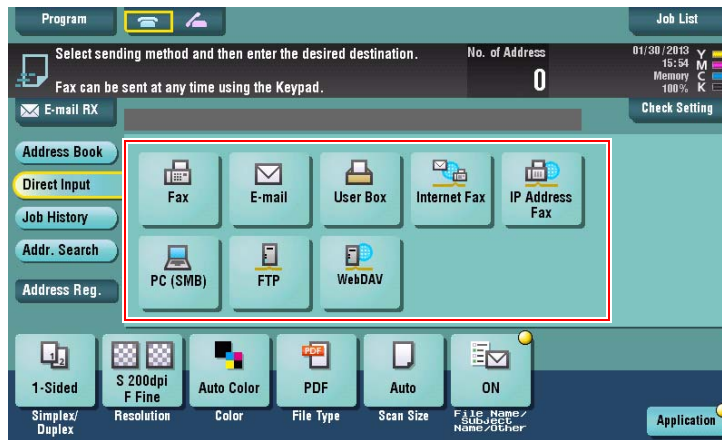 Program
Job List
Select sending method and then enter the desired destination.
No. of Address
01/30/2013
15:54
Memory
100%
Y
M
C
K
Fax can be sent at any time using the Keypad.
0
E-mail RX
Check Setting
Address Book
Direct Input
Job History
Addr. Search
Address Reg.
Fax
E-mail
User Box
Internet Fax
IP Address
Fax
PC (SMB)
FTP
WebDAV
1
2
PDF
1-Sided
S 200dpi
F Fine
Auto Color
PDF
Auto
ON
Simplex/
Duplex
Resolution
Color
File Type
Scan Size
File Name/
Subject
Name/Other
Application